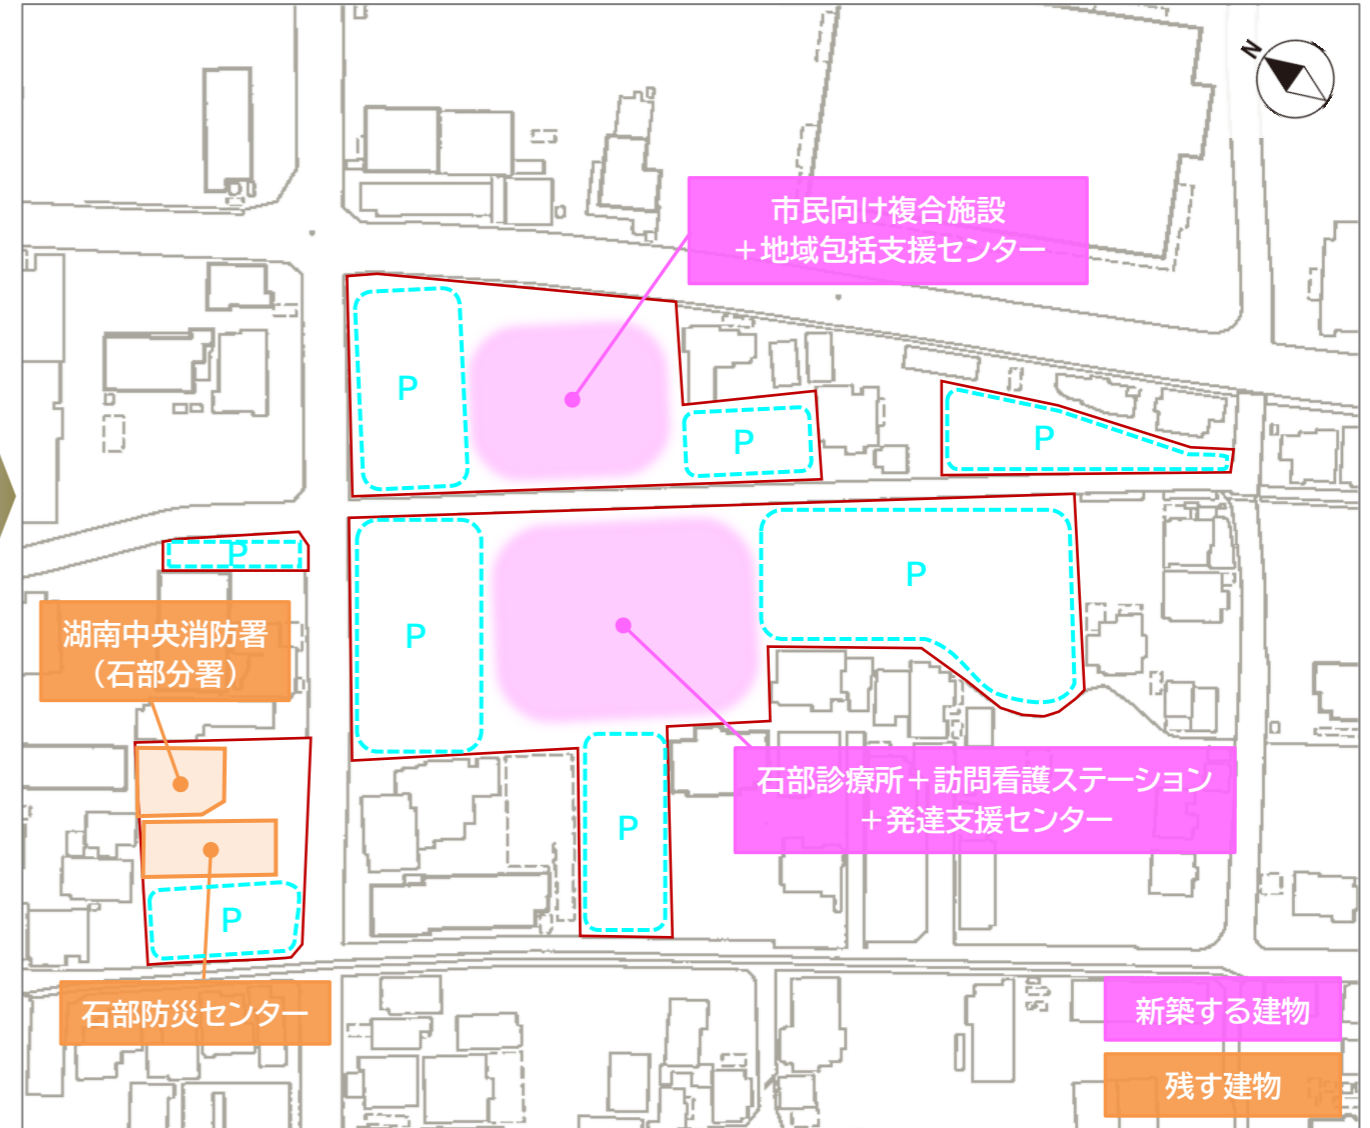 N
市民向け複合施設
＋地域包括支援センター
P
P
P
P
P
P
湖南中央消防署
（石部分署）
石部診療所＋訪問看護ステーション
＋発達支援センター
P
P
石部防災センター
新築する建物
残す建物